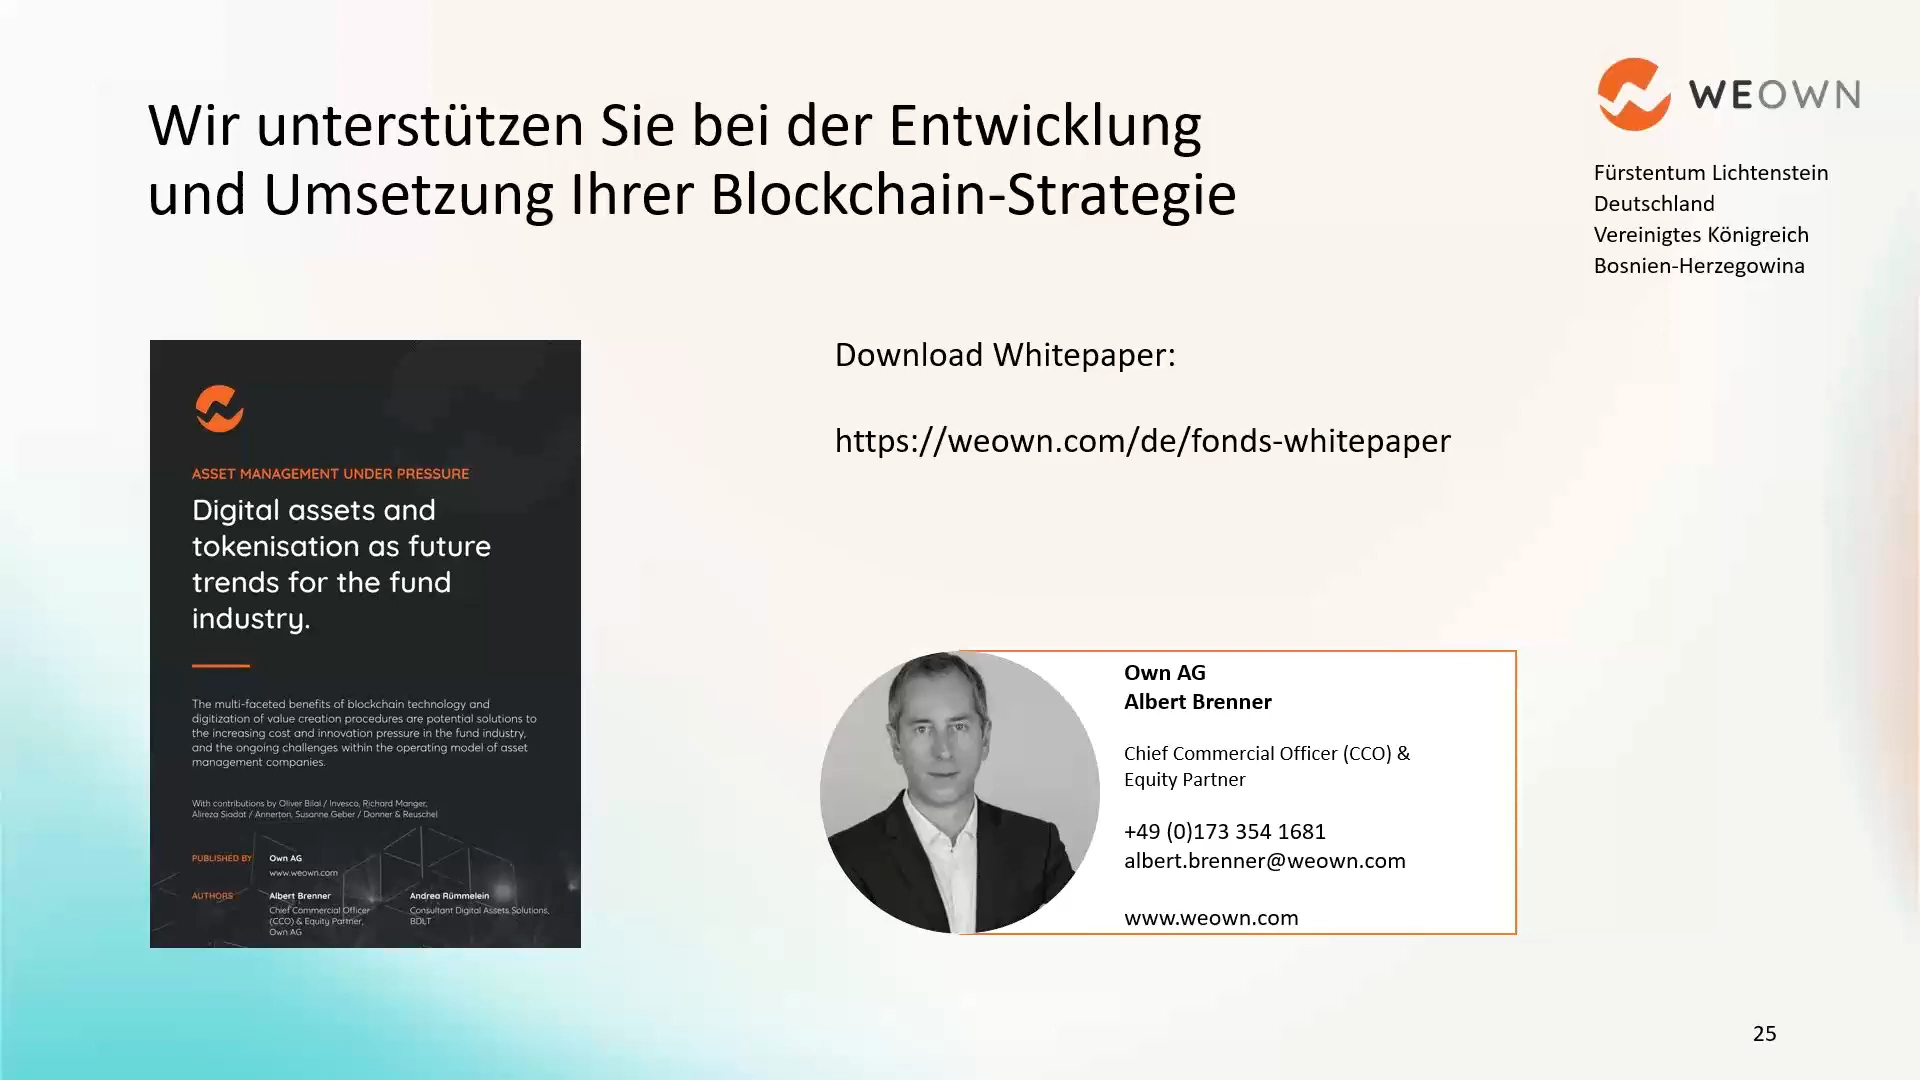 Wir unterstützen Sie bei der Entwicklung
und Umsetzung Ihrer Blockchain-Strategie
WEOWN
Fürstentum Lichtenstein
Deutschland
Vereinigtes Königreich
Bosnien-Herzegowina
ASSET MANAGEMENT UNDER PRESSURE
Digital assets and
tokenisation as future
trends for the fund
industry.
The multi-faceted benefits of blockchain technology and
digitization of value creation procedures are potential solutions to
the increasing cost and innovation pressure in the fund industry,
and the ongoing challenges within the operating model of asset
management companies.
With contributions by Oliver Bilal / Invesco, Richard Manger,
Alireza Siadat / Annerton, Susanne Geber / Donner & Reuschel
PUBLISHED BY Own AG
www.weown.com
AUTHORS Albert Brenner
Chief Commercial Officer
(CCO) & Equity Partner,
Own AG
Andrea Rümmelein
Consultant Digital Assets Solutions,
BDLT
Download Whitepaper:
https://weown.com/de/fonds-whitepaper
Own AG
Albert Brenner
Chief Commercial Officer (CCO) &
Equity Partner
+49 (0)173 354 1681
albert.brenner@weown.com
www.weown.com
25